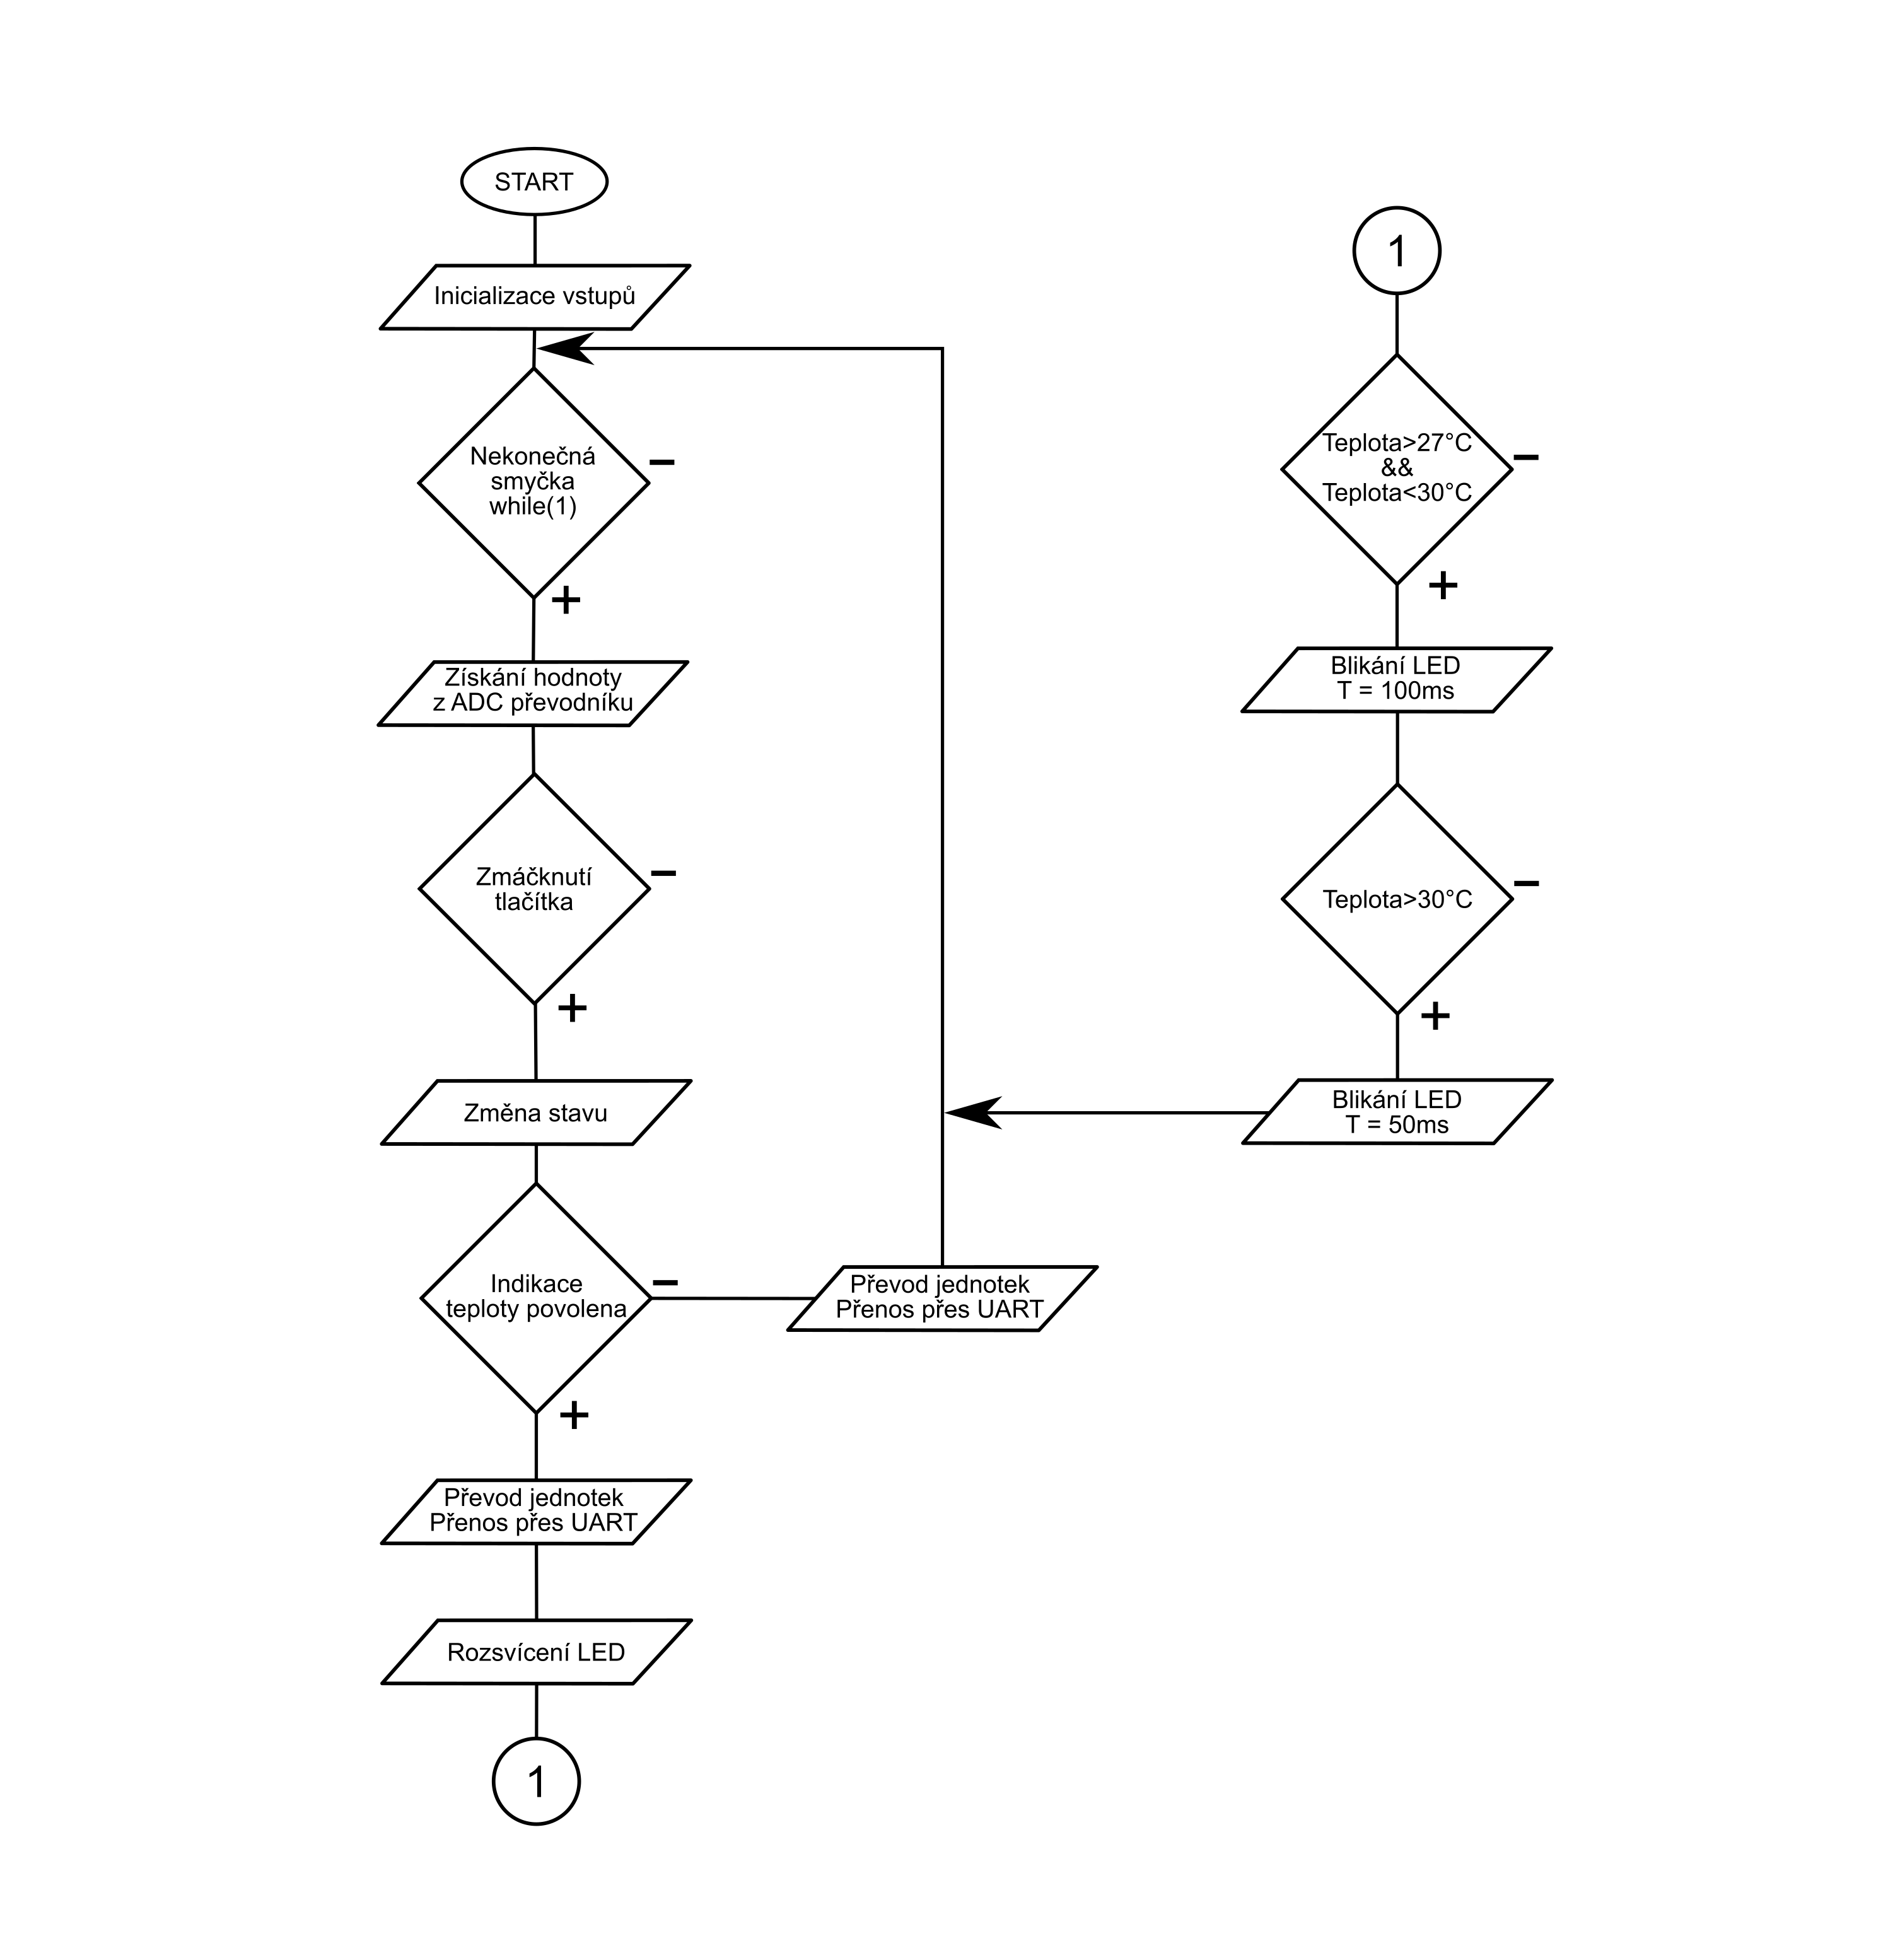 START
Inicializace vstupů
Nekonečná
smyčka
while(1)
−
+
Získání hodnoty
z ADC převodníku
Zmáčknutí
tlačítka
−
+
Změna stavu
Indikace
teploty povolena
−
+
Převod jednotek
Přenos přes UART
Převod jednotek
Přenos přes UART
Rozsvícení LED
1
1
Teplota>27°C
&&
Teplota<30°C
−
+
Blikání LED
T = 100ms
Teplota>30°C
−
+
Blikání LED
T = 50ms